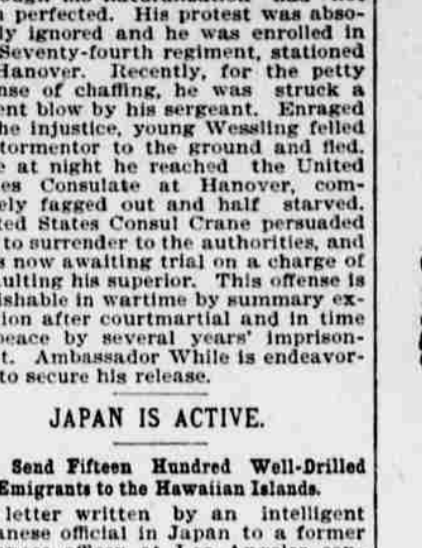 perfected. His protest was abso-
ly ignored and he was enrolled in
Seventy-fourth regiment, stationed
Hanover. Recently, for the petty
nse of chaffing, he was struck a
ent blow by his sergeant. Enraged
he injustice, young Wessling felled
tormentor to the ground and fled.
e at night he reached the United
es Consulate at Hanover, com-
ely fagged out and half starved.
ed States Consul Crane persuaded
to surrender to the authorities, and
s now awaiting trial on a charge of
ulting his superior. This offense is
ishable in wartime by summary ex-
ion after courtmartial and in time
peace by several years' imprison-
t. Ambassador While is endeavor-
to secure his release.
JAPAN IS ACTIVE.
Send Fifteen Hundred Well-Drilled
Emigrants to the Hawaiian Islands.
letter written by an intelligent
anese official in Japan to a former